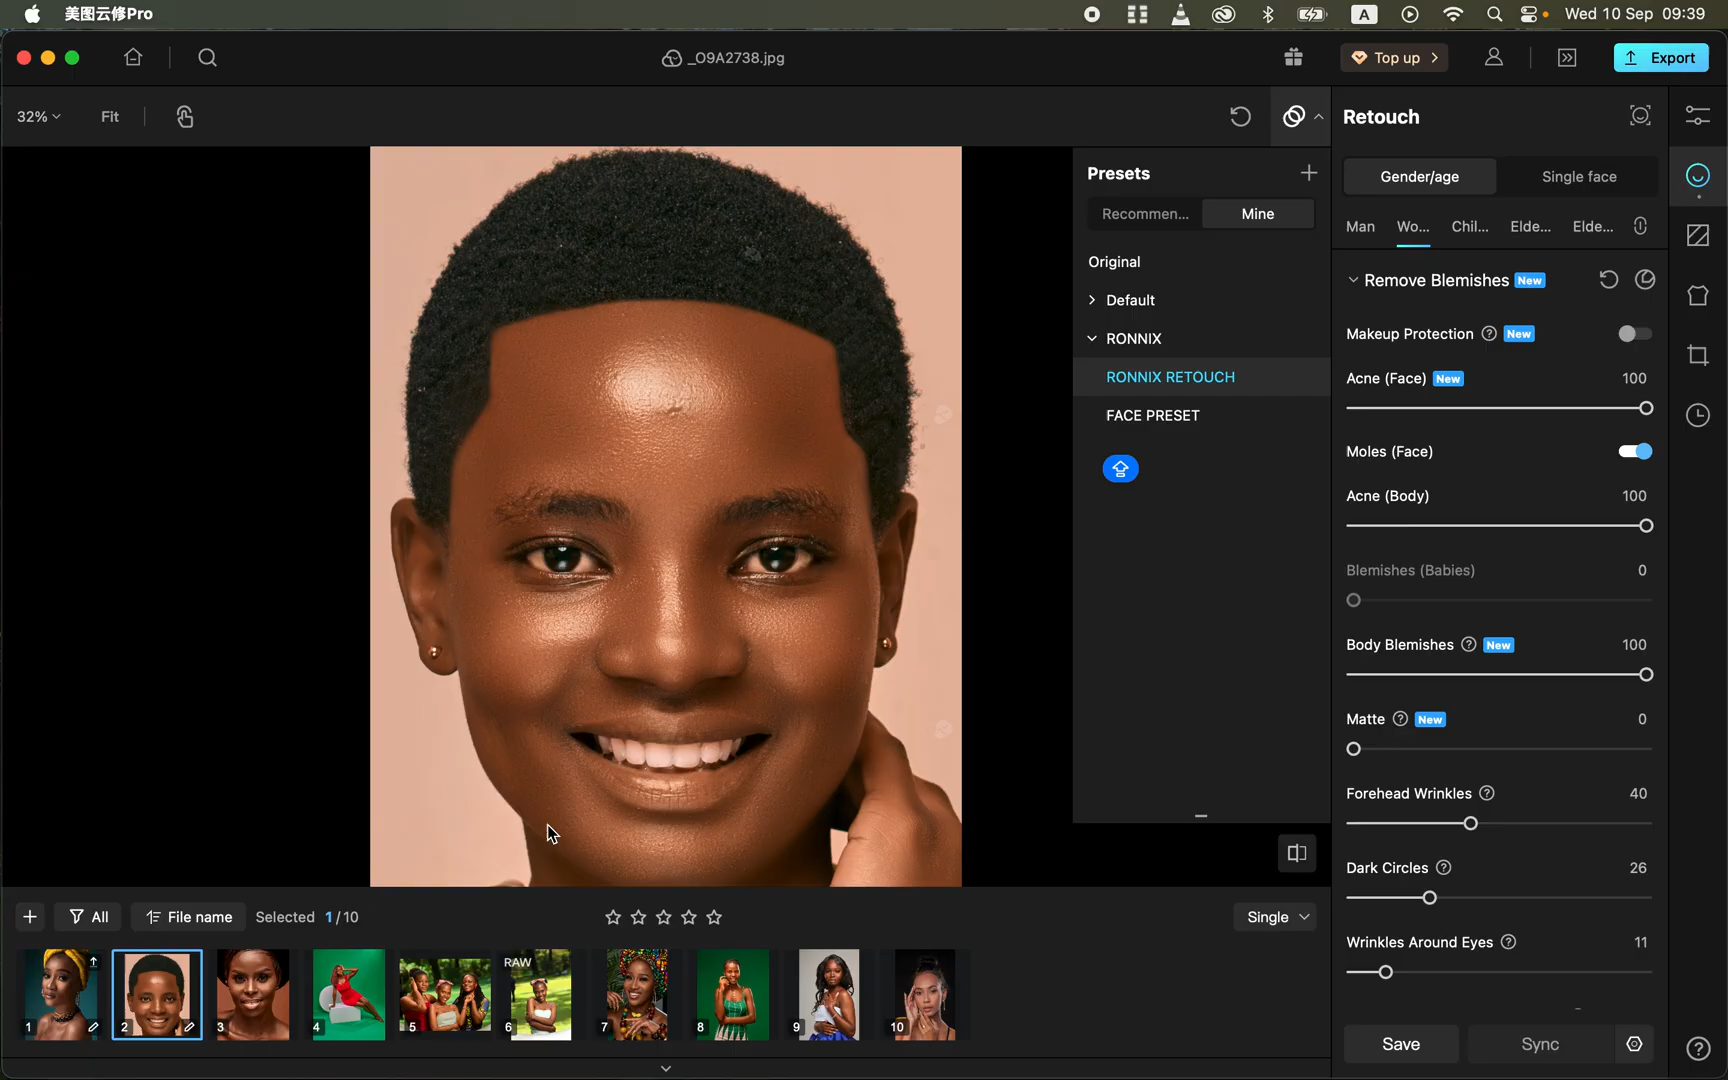 美图云修Pro
A
Wed 10 Sep 09:39
_O9A2738.jpg
Top up
Export
32%
Fit
Retouch
Gender/age
Single face
Man
Wo...
Chil...
Elde...
Elde...
Presets
Recommen...
Mine
Original
Default
RONNIX
RONNIX RETOUCH
FACE PRESET
Remove Blemishes New
Makeup Protection ? New
Acne (Face) New 100
Moles (Face)
Acne (Body) 100
Blemishes (Babies) 0
Body Blemishes ? New 100
Matte ? New 0
Forehead Wrinkles ? 40
Dark Circles ? 26
Wrinkles Around Eyes ? 11
Save
Sync
?
All
File name
Selected 1/10
Single
RAW
1
2
3
4
5
6
7
8
9
10